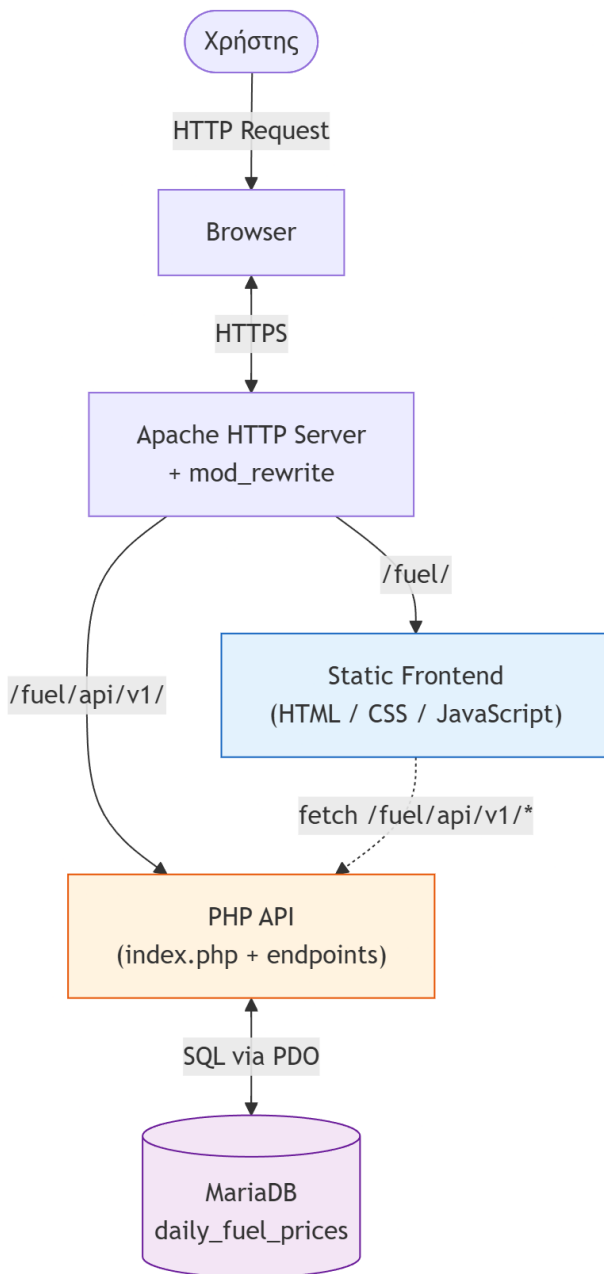 Χρήστης
HTTP Request
Browser
HTTPS
Apache HTTP Server
+ mod_rewrite
/fuel/
Static Frontend
(HTML / CSS / JavaScript)
/fuel/api/v1/
fetch /fuel/api/v1/*
PHP API
(index.php + endpoints)
SQL via PDO
MariaDB
daily_fuel_prices